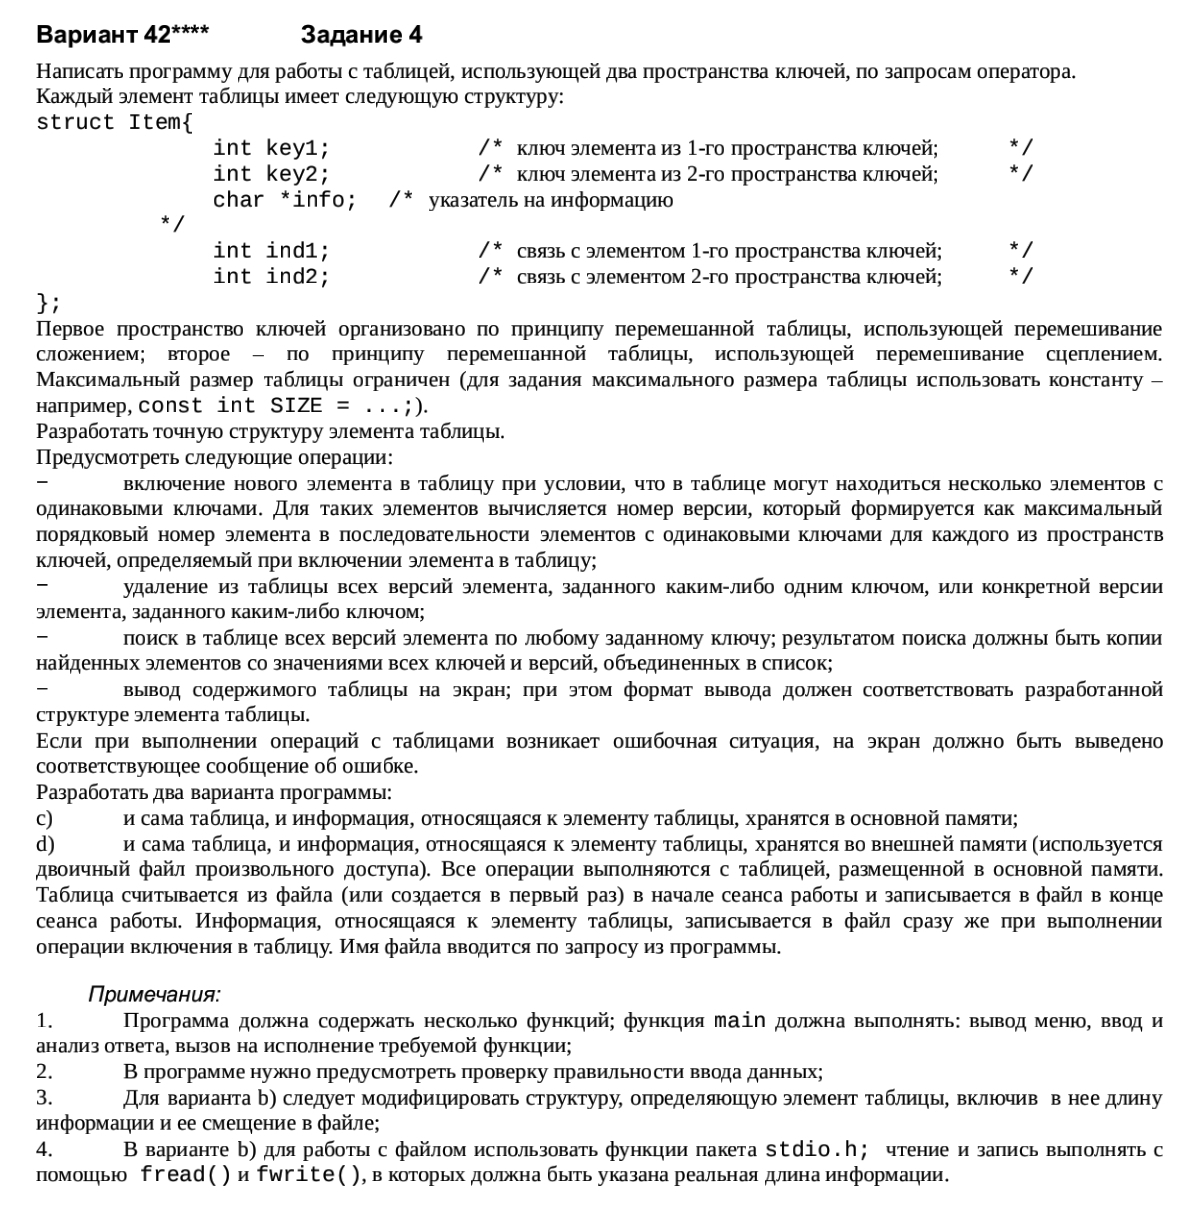 Вариант 42**** Задание 4
Написать программу для работы с таблицей, использующей два пространства ключей, по запросам оператора.
Каждый элемент таблицы имеет следующую структуру:
struct Item{
int key1; /* ключ элемента из 1-го пространства ключей; */
int key2; /* ключ элемента из 2-го пространства ключей; */
char *info; /* указатель на информацию
*/
int ind1; /* связь с элементом 1-го пространства ключей; */
int ind2; /* связь с элементом 2-го пространства ключей; */
};
Первое пространство ключей организовано по принципу перемешанной таблицы, использующей перемешивание
сложением; второе – по принципу перемешанной таблицы, использующей перемешивание сцеплением.
Максимальный размер таблицы ограничен (для задания максимального размера таблицы использовать константу –
например, const int SIZE = ...;).
Разработать точную структуру элемента таблицы.
Предусмотреть следующие операции:
− включение нового элемента в таблицу при условии, что в таблице могут находиться несколько элементов с
одинаковыми ключами. Для таких элементов вычисляется номер версии, который формируется как максимальный
порядковый номер элемента в последовательности элементов с одинаковыми ключами для каждого из пространств
ключей, определяемый при включении элемента в таблицу;
− удаление из таблицы всех версий элемента, заданного каким-либо одним ключом, или конкретной версии
элемента, заданного каким-либо ключом;
− поиск в таблице всех версий элемента по любому заданному ключу; результатом поиска должны быть копии
найденных элементов со значениями всех ключей и версий, объединенных в список;
− вывод содержимого таблицы на экран; при этом формат вывода должен соответствовать разработанной
структуре элемента таблицы.
Если при выполнении операций с таблицами возникает ошибочная ситуация, на экран должно быть выведено
соответствующее сообщение об ошибке.
Разработать два варианта программы:
c) и сама таблица, и информация, относящаяся к элементу таблицы, хранятся в основной памяти;
d) и сама таблица, и информация, относящаяся к элементу таблицы, хранятся во внешней памяти (используется
двоичный файл произвольного доступа). Все операции выполняются с таблицей, размещенной в основной памяти.
Таблица считывается из файла (или создается в первый раз) в начале сеанса работы и записывается в файл в конце
сеанса работы. Информация, относящаяся к элементу таблицы, записывается в файл сразу же при выполнении
операции включения в таблицу. Имя файла вводится по запросу из программы.
Примечания:
1. Программа должна содержать несколько функций; функция main должна выполнять: вывод меню, ввод и
анализ ответа, вызов на исполнение требуемой функции;
2. В программе нужно предусмотреть проверку правильности ввода данных;
3. Для варианта b) следует модифицировать структуру, определяющую элемент таблицы, включив в нее длину
информации и ее смещение в файле;
4. В варианте b) для работы с файлом использовать функции пакета stdio.h; чтение и запись выполнять с
помощью fread() и fwrite(), в которых должна быть указана реальная длина информации.